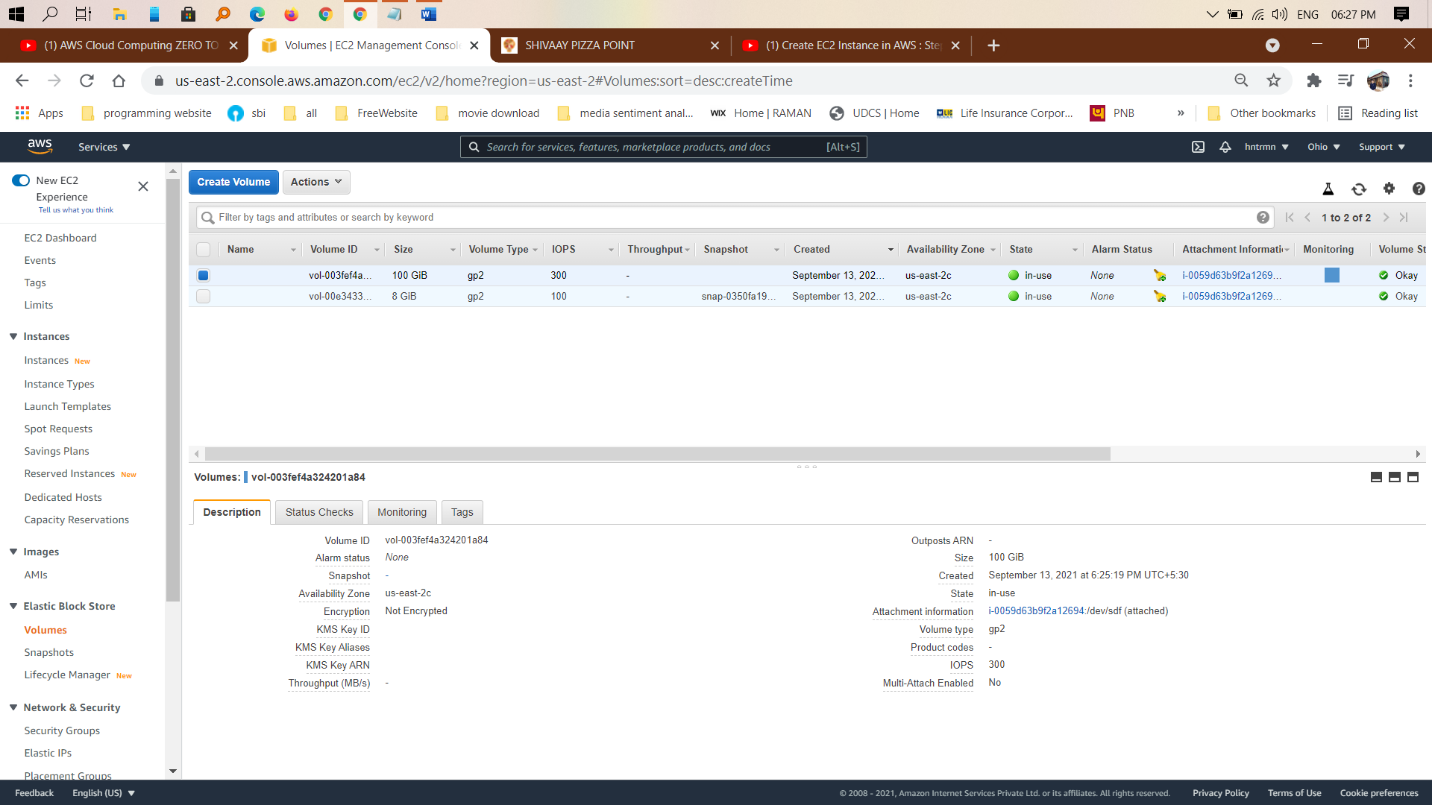 ENG 06:27 PM
(1) AWS Cloud Computing ZERO TO
Volumes | EC2 Management Consol
SHIVAAY PIZZA POINT
(1) Create EC2 Instance in AWS : Ste
us-east-2.console.aws.amazon.com/ec2/v2/home?region=us-east-2#Volumes:sort=desc:createTime
Apps programming website sbi all FreeWebsite movie download media sentiment anal... WIX Home | RAMAN UDCS | Home LIC Life Insurance Corpor... PNB » Other bookmarks Reading list
aws Services Search for services, features, marketplace products, and docs [Alt+S] hntrmn Ohio Support
New EC2
Experience
Tell us what you think
EC2 Dashboard
Events
Tags
Limits
Instances
Instances New
Instance Types
Launch Templates
Spot Requests
Savings Plans
Reserved Instances New
Dedicated Hosts
Capacity Reservations
Images
AMIs
Elastic Block Store
Volumes
Snapshots
Lifecycle Manager New
Network & Security
Security Groups
Elastic IPs
Placement Groups
Create Volume Actions
Filter by tags and attributes or search by keyword 1 to 2 of 2
Name Volume ID Size Volume Type IOPS Throughput Snapshot Created Availability Zone State Alarm Status Attachment Informati Monitoring Volume St
vol-003fef4a... 100 GiB gp2 300 - September 13, 202... us-east-2c in-use None i-0059d63b9f2a1269... Okay
vol-00e3433... 8 GiB gp2 100 - snap-0350fa19... September 13, 202... us-east-2c in-use None i-0059d63b9f2a1269... Okay
Volumes: vol-003fef4a324201a84
Description Status Checks Monitoring Tags
Volume ID vol-003fef4a324201a84 Outposts ARN -
Alarm status None Size 100 GiB
Snapshot - Created September 13, 2021 at 6:25:19 PM UTC+5:30
Availability Zone us-east-2c State in-use
Encryption Not Encrypted Attachment information i-0059d63b9f2a12694:/dev/sdf (attached)
KMS Key ID Volume type gp2
KMS Key Aliases Product codes -
KMS Key ARN IOPS 300
Throughput (MB/s) - Multi-Attach Enabled No
Feedback English (US) © 2008 - 2021, Amazon Internet Services Private Ltd. or its affiliates. All rights reserved. Privacy Policy Terms of Use Cookie preferences